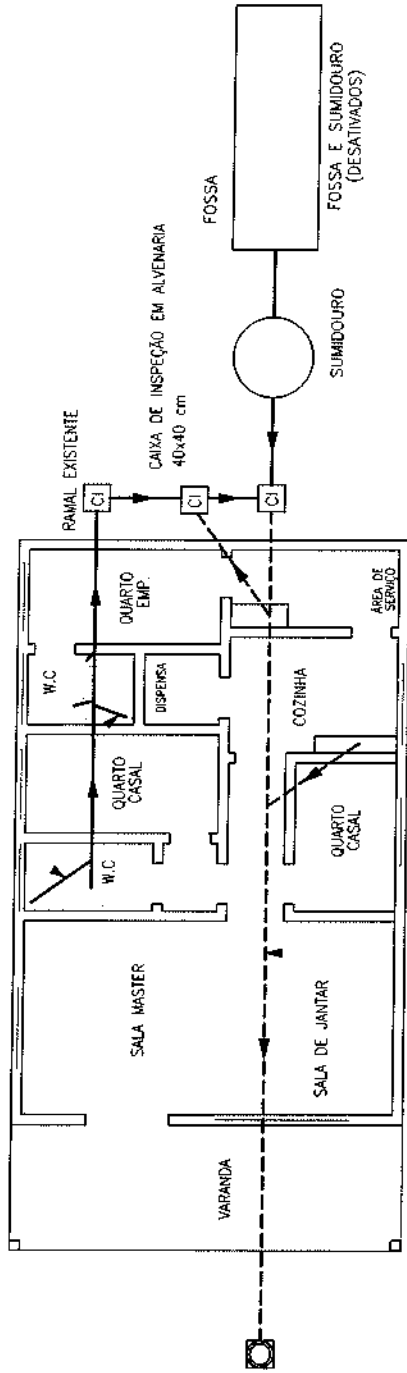 VARANDA
SALA MASTER
SALA DE JANTAR
W.C
QUARTO
CASAL
QUARTO
CASAL
W.C
DISPENSA
COZINHA
QUARTO
EMP.
ÁREA DE
SERVIÇO
RAMAL EXISTENTE
CI
CI
CI
CAIXA DE INSPEÇÃO EM ALVENARIA
40x40 cm
SUMIDOURO
FOSSA
FOSSA E SUMIDOURO
(DESATIVADOS)